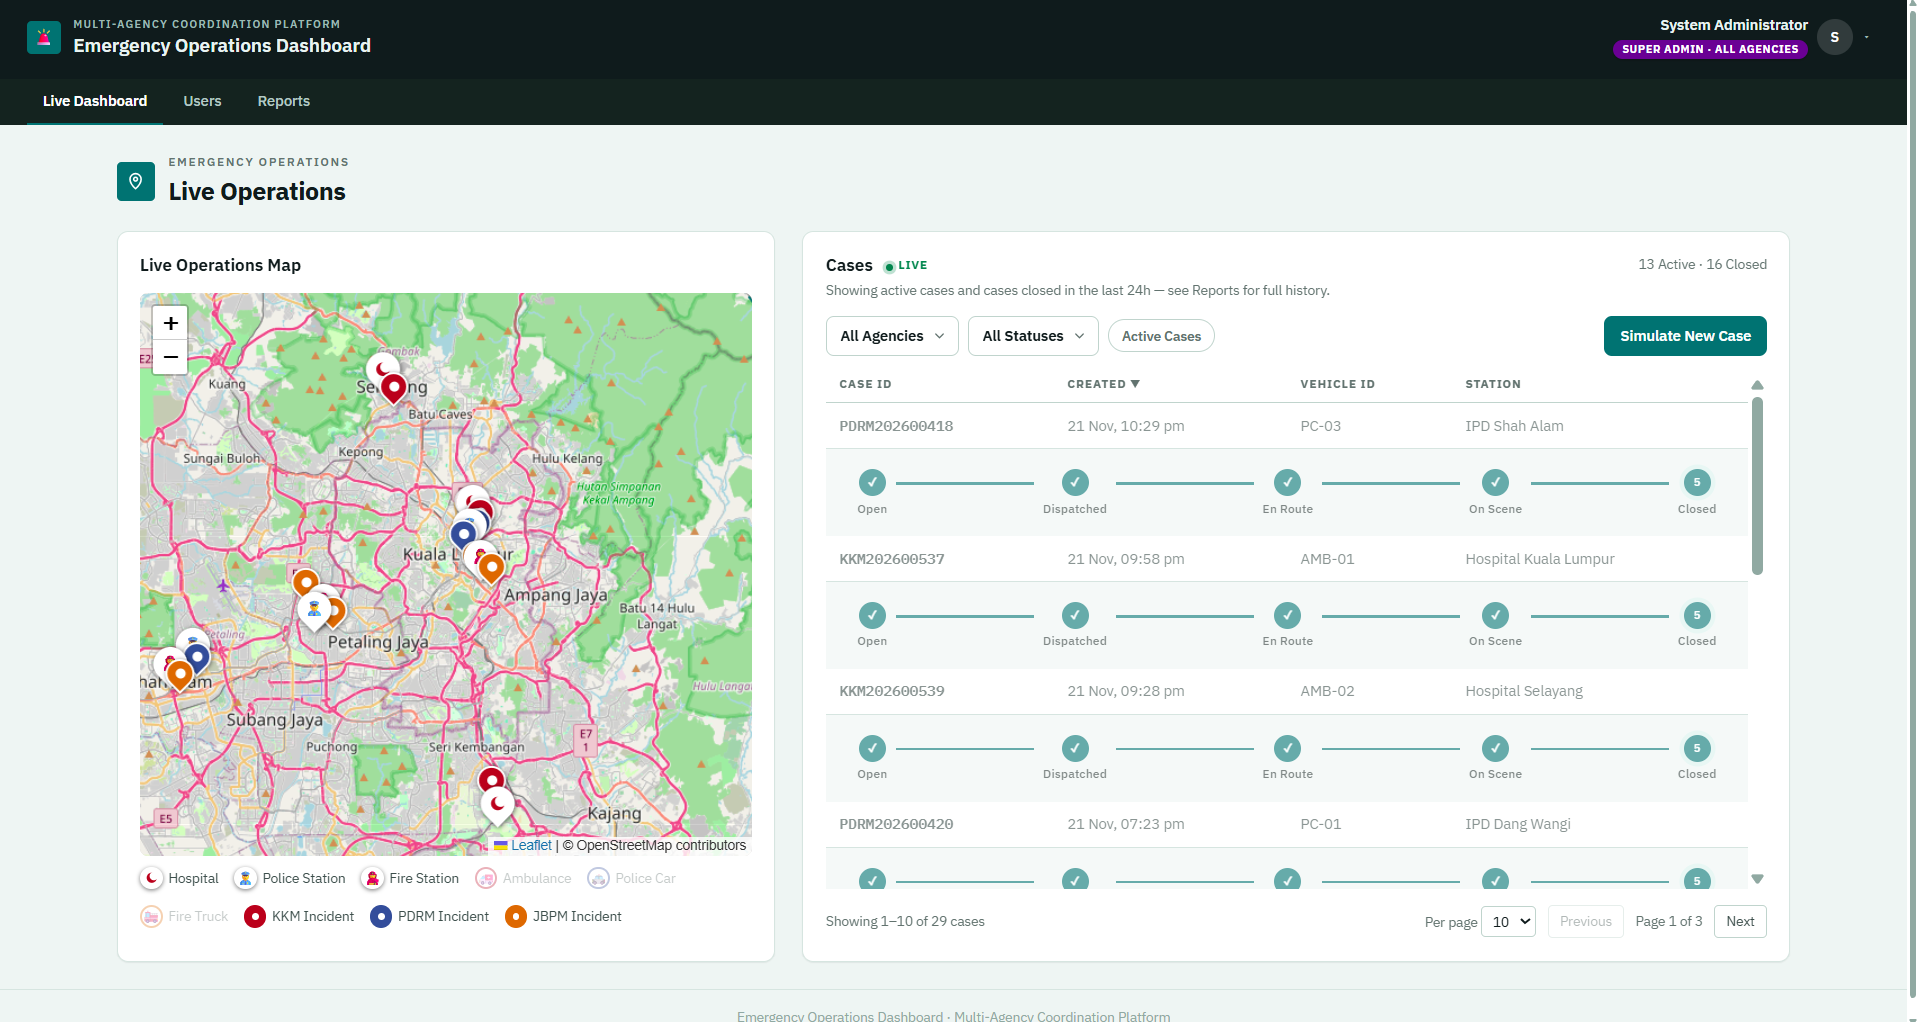 MULTI-AGENCY COORDINATION PLATFORM
Emergency Operations Dashboard
System Administrator
SUPER ADMIN · ALL AGENCIES
S
Live Dashboard Users Reports
EMERGENCY OPERATIONS
Live Operations
Live Operations Map
+
−
Gombak
Kuang
Batu Caves
Sungai Buloh
Kepong
Hulu Kelang
Hutan Simpanan
Kekal Ampang
Ampang Jaya
Batu 14 Hulu
Langat
Petaling Jaya
Subang Jaya
Puchong
Seri Kembangan
E7
1
E5
Kajang
Leaflet | © OpenStreetMap contributors
Hospital Police Station Fire Station Ambulance Police Car
Fire Truck KKM Incident PDRM Incident JBPM Incident
Cases LIVE
13 Active · 16 Closed
Showing active cases and cases closed in the last 24h — see Reports for full history.
All Agencies All Statuses Active Cases Simulate New Case
CASE ID CREATED ▼ VEHICLE ID STATION
PDRM202600418 21 Nov, 10:29 pm PC-03 IPD Shah Alam
✓ ✓ ✓ ✓ 5
Open Dispatched En Route On Scene Closed
KKM202600537 21 Nov, 09:58 pm AMB-01 Hospital Kuala Lumpur
✓ ✓ ✓ ✓ 5
Open Dispatched En Route On Scene Closed
KKM202600539 21 Nov, 09:28 pm AMB-02 Hospital Selayang
✓ ✓ ✓ ✓ 5
Open Dispatched En Route On Scene Closed
PDRM202600420 21 Nov, 07:23 pm PC-01 IPD Dang Wangi
✓ ✓ ✓ ✓ 5
Showing 1–10 of 29 cases
Per page 10 Previous Page 1 of 3 Next
Emergency Operations Dashboard · Multi-Agency Coordination Platform